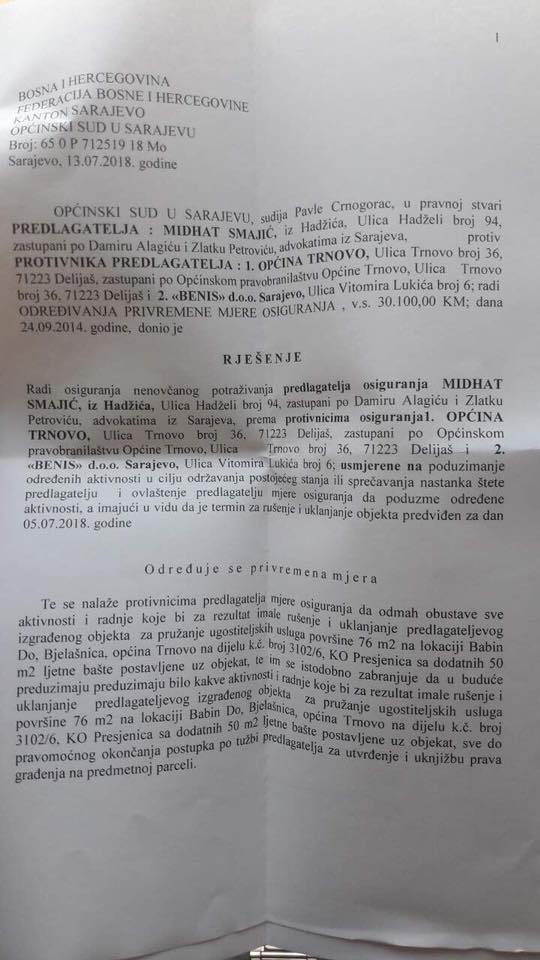 1
BOSNA I HERCEGOVINA
FEDERACIJA BOSNE I HERCEGOVINE
KANTON SARAJEVO
OPĆINSKI SUD U SARAJEVU
Broj: 65 0 P 712519 18 Mo
Sarajevo, 13.07.2018. godine
OPĆINSKI SUD U SARAJEVU, sudija Pavle Crnogorac, u pravnoj stvari
PREDLAGATELJA : MIDHAT SMAJIĆ, iz Hadžića, Ulica Hadželi broj 94,
zastupani po Damiru Alagiću i Zlatku Petroviću, advokatima iz Sarajeva, protiv
PROTIVNIKA PREDLAGATELJA : 1. OPĆINA TRNOVO, Ulica Trnovo broj 36,
71223 Delijaš, zastupani po Općinskom pravobranilaštvu Općine Trnovo, Ulica Trnovo
broj 36, 71223 Delijaš i 2. «BENIS» d.o.o. Sarajevo, Ulica Vitomira Lukića broj 6; radi
ODREĐIVANJA PRIVREMENE MJERE OSIGURANJA , v.s. 30.100,00 KM; dana
24.09.2014. godine, donio je
RJEŠENJE
Radi osiguranja nenovčanog potraživanja predlagatelja osiguranja MIDHAT
SMAJIĆ, iz Hadžića, Ulica Hadželi broj 94, zastupani po Damiru Alagiću i Zlatku
Petroviću, advokatima iz Sarajeva, prema protivnicima osiguranja1. OPĆINA
TRNOVO, Ulica Trnovo broj 36, 71223 Delijaš, zastupani po Općinskom
pravobranilaštvu Općine Trnovo, Ulica Trnovo broj 36, 71223 Delijaš i 2.
«BENIS» d.o.o. Sarajevo, Ulica Vitomira Lukića broj 6; usmjerene na poduzimanje
određenih aktivnosti u cilju održavanja postojećeg stanja ili sprečavanja nastanka štete
predlagatelju i ovlaštenje predlagatelju mjere osiguranja da poduzme određene
aktivnosti, a imajući u vidu da je termin za rušenje i uklanjanje objekta predviđen za dan
05.07.2018. godine
Određuje se privremena mjera
Te se nalaže protivnicima predlagatelja mjere osiguranja da odmah obustave sve
aktivnosti i radnje koje bi za rezultat imale rušenje i uklanjanje predlagateljevog
izgrađenog objekta za pružanje ugostiteljskih usluga površine 76 m2 na lokaciji Babin
Do, Bjelašnica, općina Trnovo na dijelu k.č. broj 3102/6, KO Presjenica sa dodatnih 50
m2 ljetne bašte postavljene uz objekat, te im se istodobno zabranjuje da u buduće
preduzimaju preduzimaju bilo kakve aktivnosti i radnje koje bi za rezultat imale rušenje i
uklanjanje predlagateljevog izgrađenog objekta za pružanje ugostiteljskih usluga
površine 76 m2 na lokaciji Babin Do, Bjelašnica, općina Trnovo na dijelu k.č. broj
3102/6, KO Presjenica sa dodatnih 50 m2 ljetne bašte postavljene uz objekat, sve do
pravomoćnog okončanja postupka po tužbi predlagatelja za utvrđenje i uknjižbu prava
građenja na predmetnoj parceli.